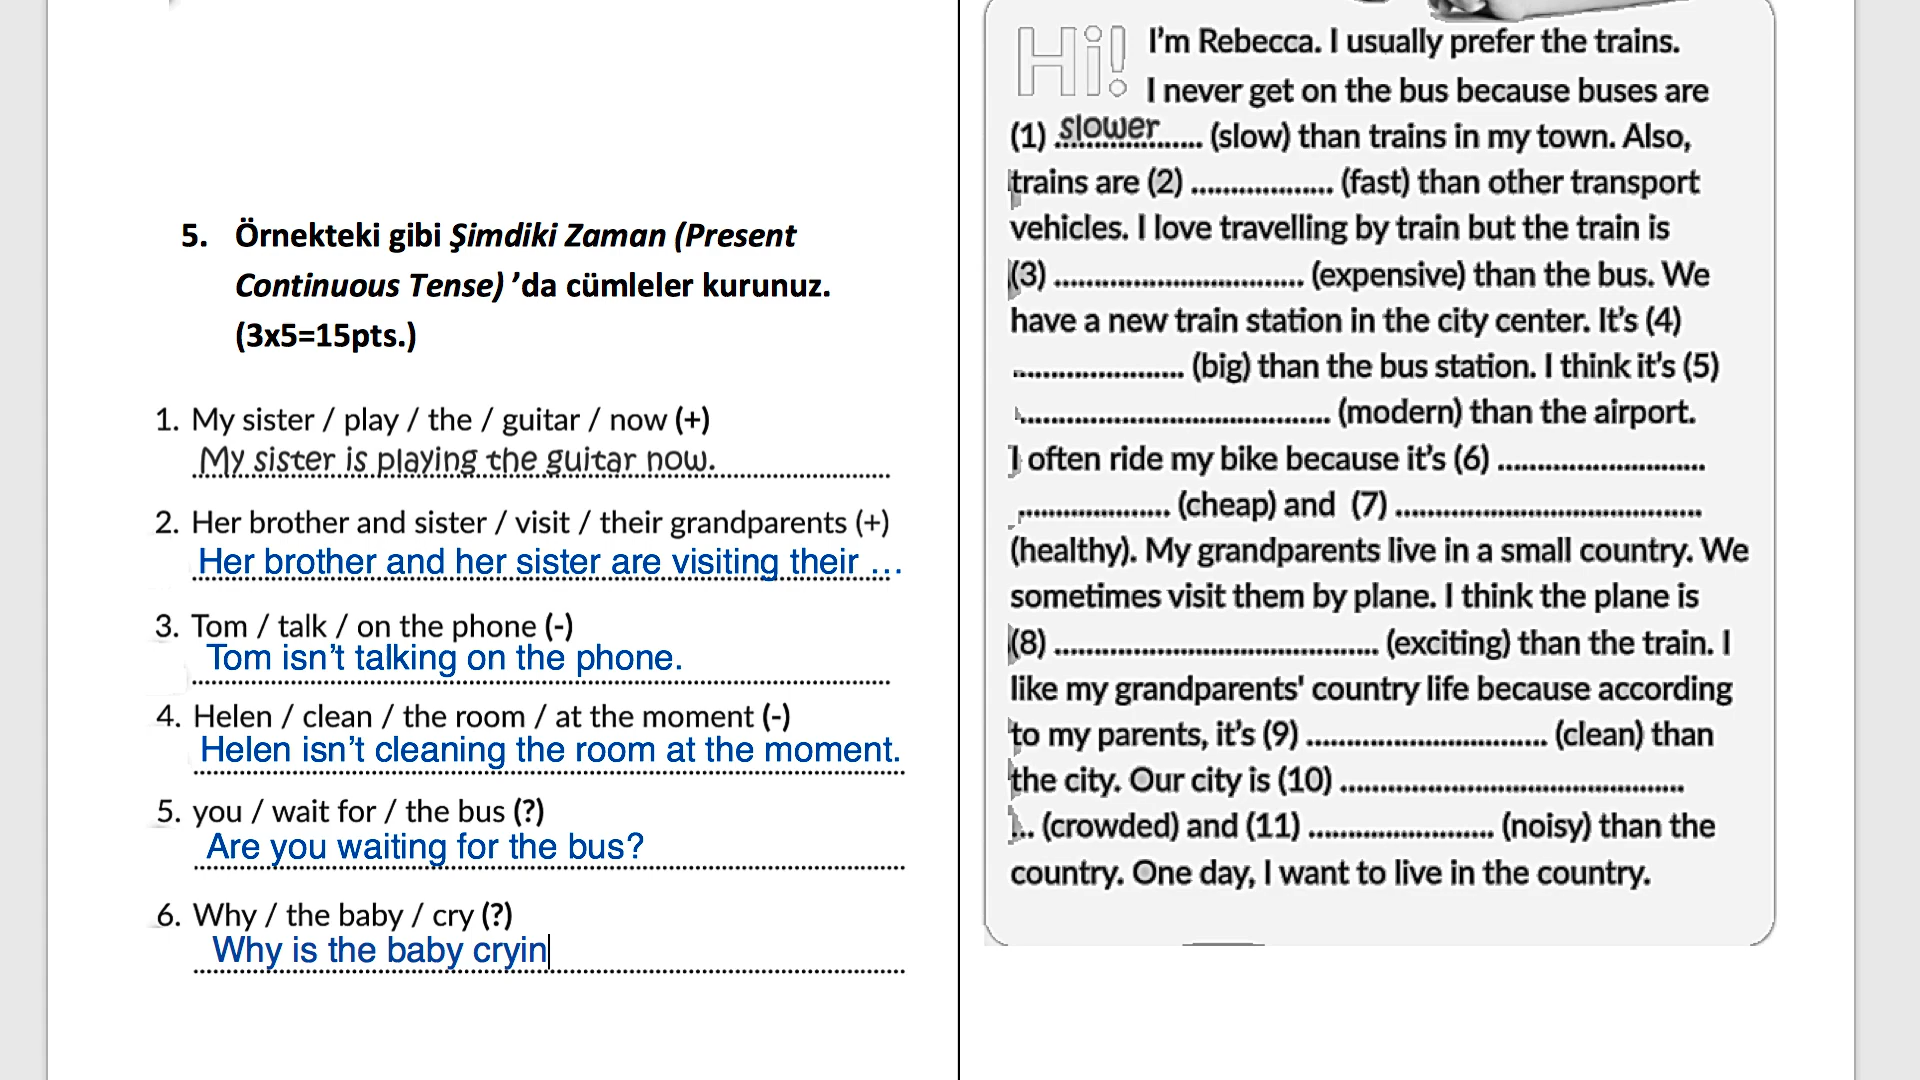 5. Örnekteki gibi Şimdiki Zaman (Present
Continuous Tense) ’da cümleler kurunuz.
(3x5=15pts.)
1. My sister / play / the / guitar / now (+)
My sister is playing the guitar now.
2. Her brother and sister / visit / their grandparents (+)
Her brother and her sister are visiting their …
3. Tom / talk / on the phone (-)
Tom isn’t talking on the phone.
4. Helen / clean / the room / at the moment (-)
Helen isn’t cleaning the room at the moment.
5. you / wait for / the bus (?)
Are you waiting for the bus?
6. Why / the baby / cry (?)
Why is the baby cryin
Hi! I’m Rebecca. I usually prefer the trains.
I never get on the bus because buses are
(1) slower ........ (slow) than trains in my town. Also,
trains are (2) .................. (fast) than other transport
vehicles. I love travelling by train but the train is
(3) ................................ (expensive) than the bus. We
have a new train station in the city center. It’s (4)
...................... (big) than the bus station. I think it's (5)
........................................ (modern) than the airport.
I often ride my bike because it’s (6) ...........................
.................... (cheap) and (7) ........................................
(healthy). My grandparents live in a small country. We
sometimes visit them by plane. I think the plane is
(8) .......................................... (exciting) than the train. I
like my grandparents' country life because according
to my parents, it’s (9) ............................... (clean) than
the city. Our city is (10) .............................................
... (crowded) and (11) ........................ (noisy) than the
country. One day, I want to live in the country.